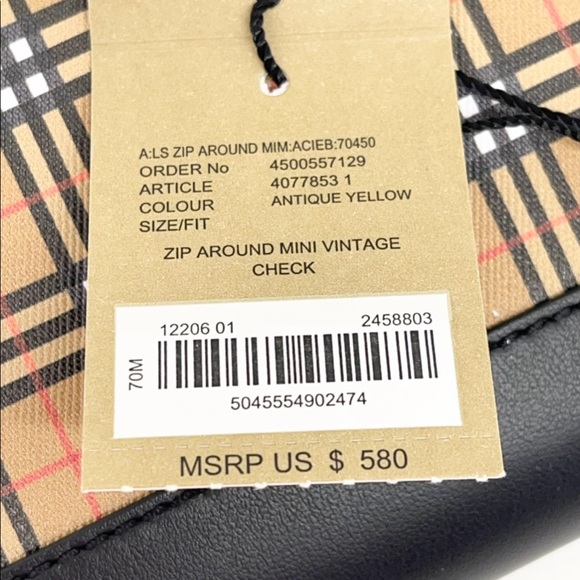 A:LS ZIP AROUND MIM:ACIEB:70450
ORDER No 4500557129
ARTICLE 4077853 1
COLOUR ANTIQUE YELLOW
SIZE/FIT
ZIP AROUND MINI VINTAGE
CHECK
12206 01 2458803
70M
5045554902474
MSRP US $ 580